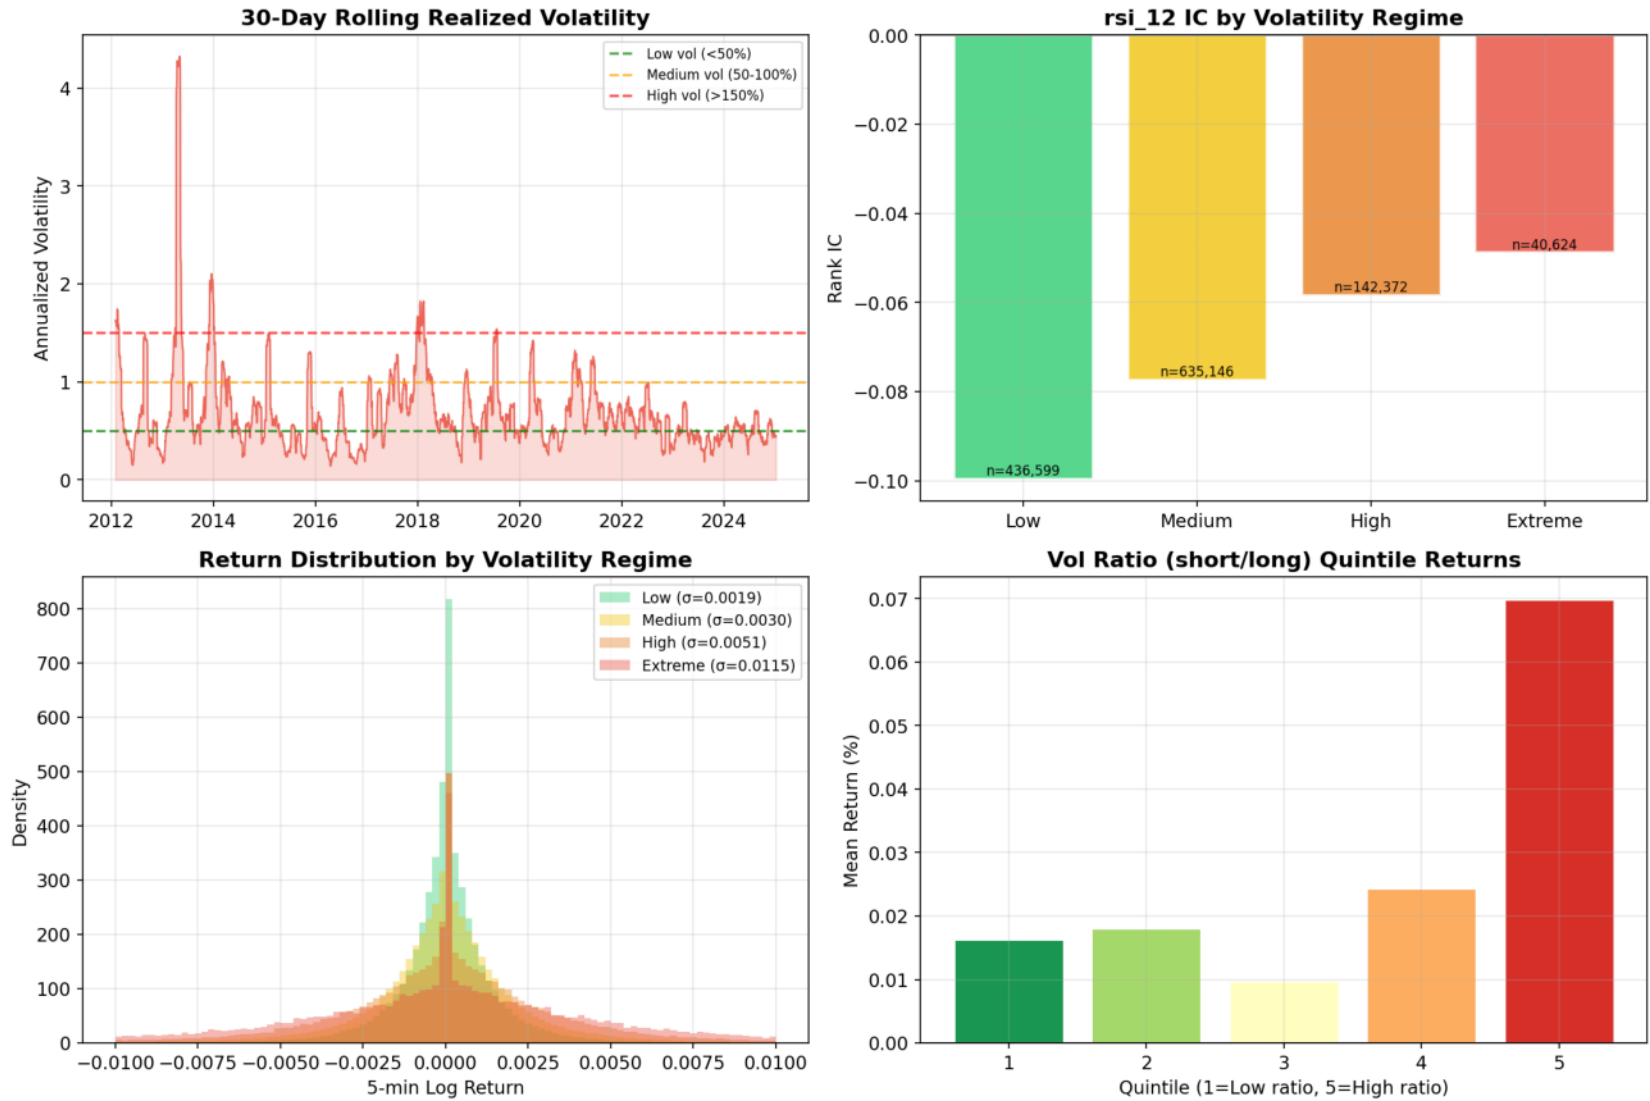 30-Day Rolling Realized Volatility
Annualized Volatility
4
3
2
1
0
2012 2014 2016 2018 2020 2022 2024
Low vol (<50%)
Medium vol (50-100%)
High vol (>150%)
rsi_12 IC by Volatility Regime
Rank IC
0.00
−0.02
−0.04
−0.06
−0.08
−0.10
n=436,599
n=635,146
n=142,372
n=40,624
Low Medium High Extreme
Return Distribution by Volatility Regime
Density
800
700
600
500
400
300
200
100
0
Low (σ=0.0019)
Medium (σ=0.0030)
High (σ=0.0051)
Extreme (σ=0.0115)
−0.0100 −0.0075 −0.0050 −0.0025 0.0000 0.0025 0.0050 0.0075 0.0100
5-min Log Return
Vol Ratio (short/long) Quintile Returns
Mean Return (%)
0.07
0.06
0.05
0.04
0.03
0.02
0.01
0.00
1 2 3 4 5
Quintile (1=Low ratio, 5=High ratio)